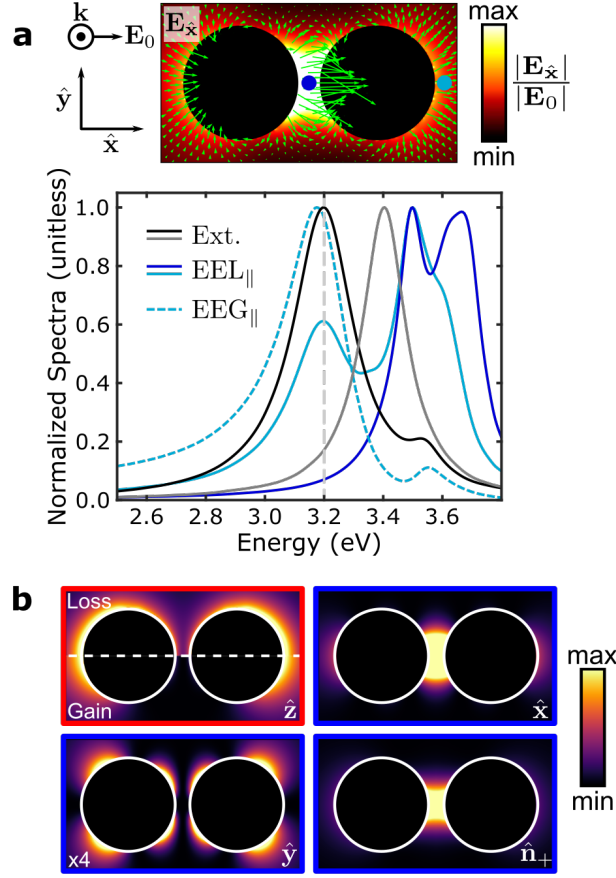 a
k
E₀
ŷ
x̂
E_x̂
max
min
|E_x̂|
|E₀|
Normalized Spectra (unitless)
1.0
0.8
0.6
0.4
0.2
0.0
Ext.
EEL∥
EEG∥
2.6 2.8 3.0 3.2 3.4 3.6
Energy (eV)
b
Loss
Gain
ẑ
x̂
x4
ŷ
n̂₊
max
min